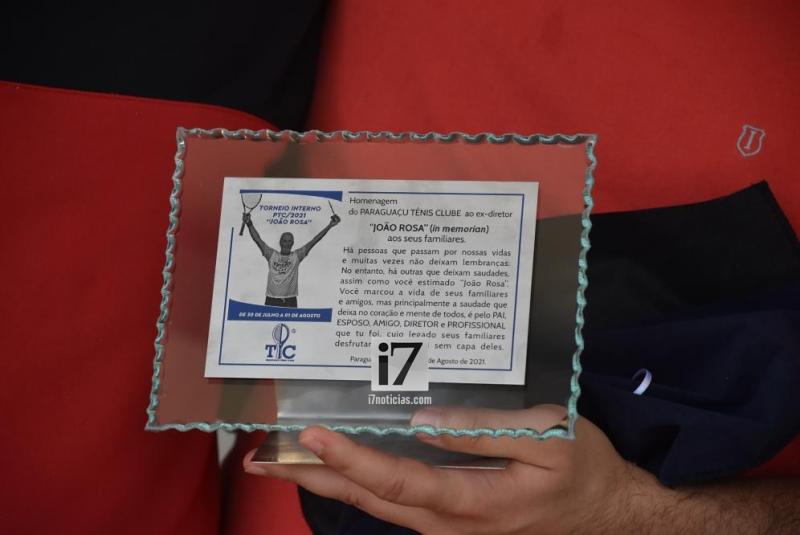 TORNEIO INTERNO
PTC/2021
"JOÃO ROSA"
DE 30 DE JULHO A 01 DE AGOSTO
Homenagem
do PARAGUAÇU TÊNIS CLUBE ao ex-diretor
"JOÃO ROSA" (in memorian)
aos seus familiares.
Há pessoas que passam por nossas vidas
e muitas vezes não deixam lembranças.
No entanto, há outras que deixam saudades,
assim como você estimado "João Rosa".
Você marcou a vida de seus familiares
e amigos, mas principalmente a saudade que
deixa no coração e mente de todos, é pelo PAI,
ESPOSO, AMIGO, DIRETOR e PROFISSIONAL
que tu foi, cujo legado seus familiares
desfrutar sem capa deles.
de Agosto de 2021.
i7
i7noticias.com